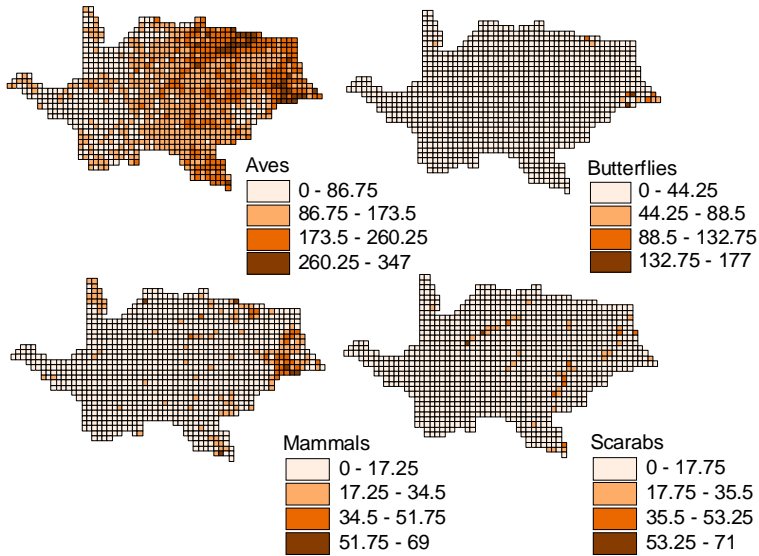 Aves
0 - 86.75
86.75 - 173.5
173.5 - 260.25
260.25 - 347
Butterflies
0 - 44.25
44.25 - 88.5
88.5 - 132.75
132.75 - 177
Mammals
0 - 17.25
17.25 - 34.5
34.5 - 51.75
51.75 - 69
Scarabs
0 - 17.75
17.75 - 35.5
35.5 - 53.25
53.25 - 71